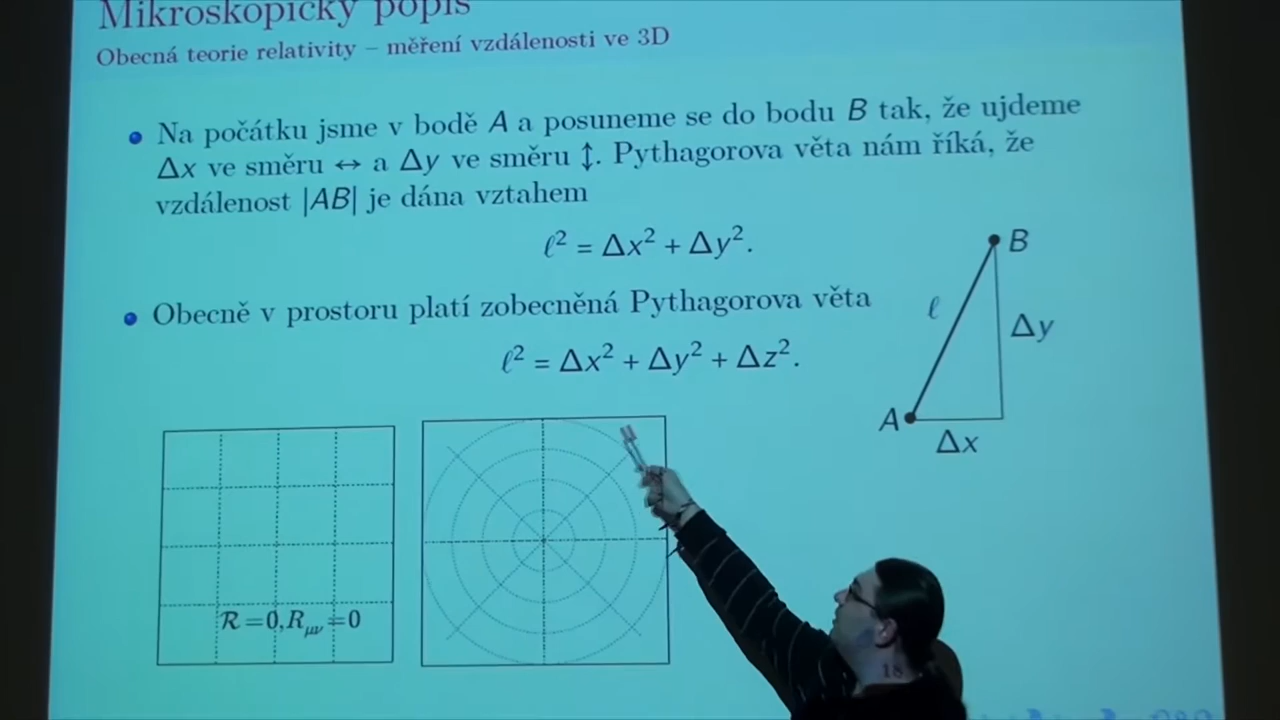 Mikroskopický popis
Obecná teorie relativity – měření vzdálenosti ve 3D
Na počátku jsme v bodě A a posuneme se do bodu B tak, že ujdeme
Δx ve směru ↔ a Δy ve směru ↕. Pythagorova věta nám říká, že
vzdálenost |AB| je dána vztahem
ℓ² = Δx² + Δy².
Obecně v prostoru platí zobecněná Pythagorova věta
ℓ² = Δx² + Δy² + Δz².
B
ℓ
Δy
A
Δx
R=0,R_μν=0
18